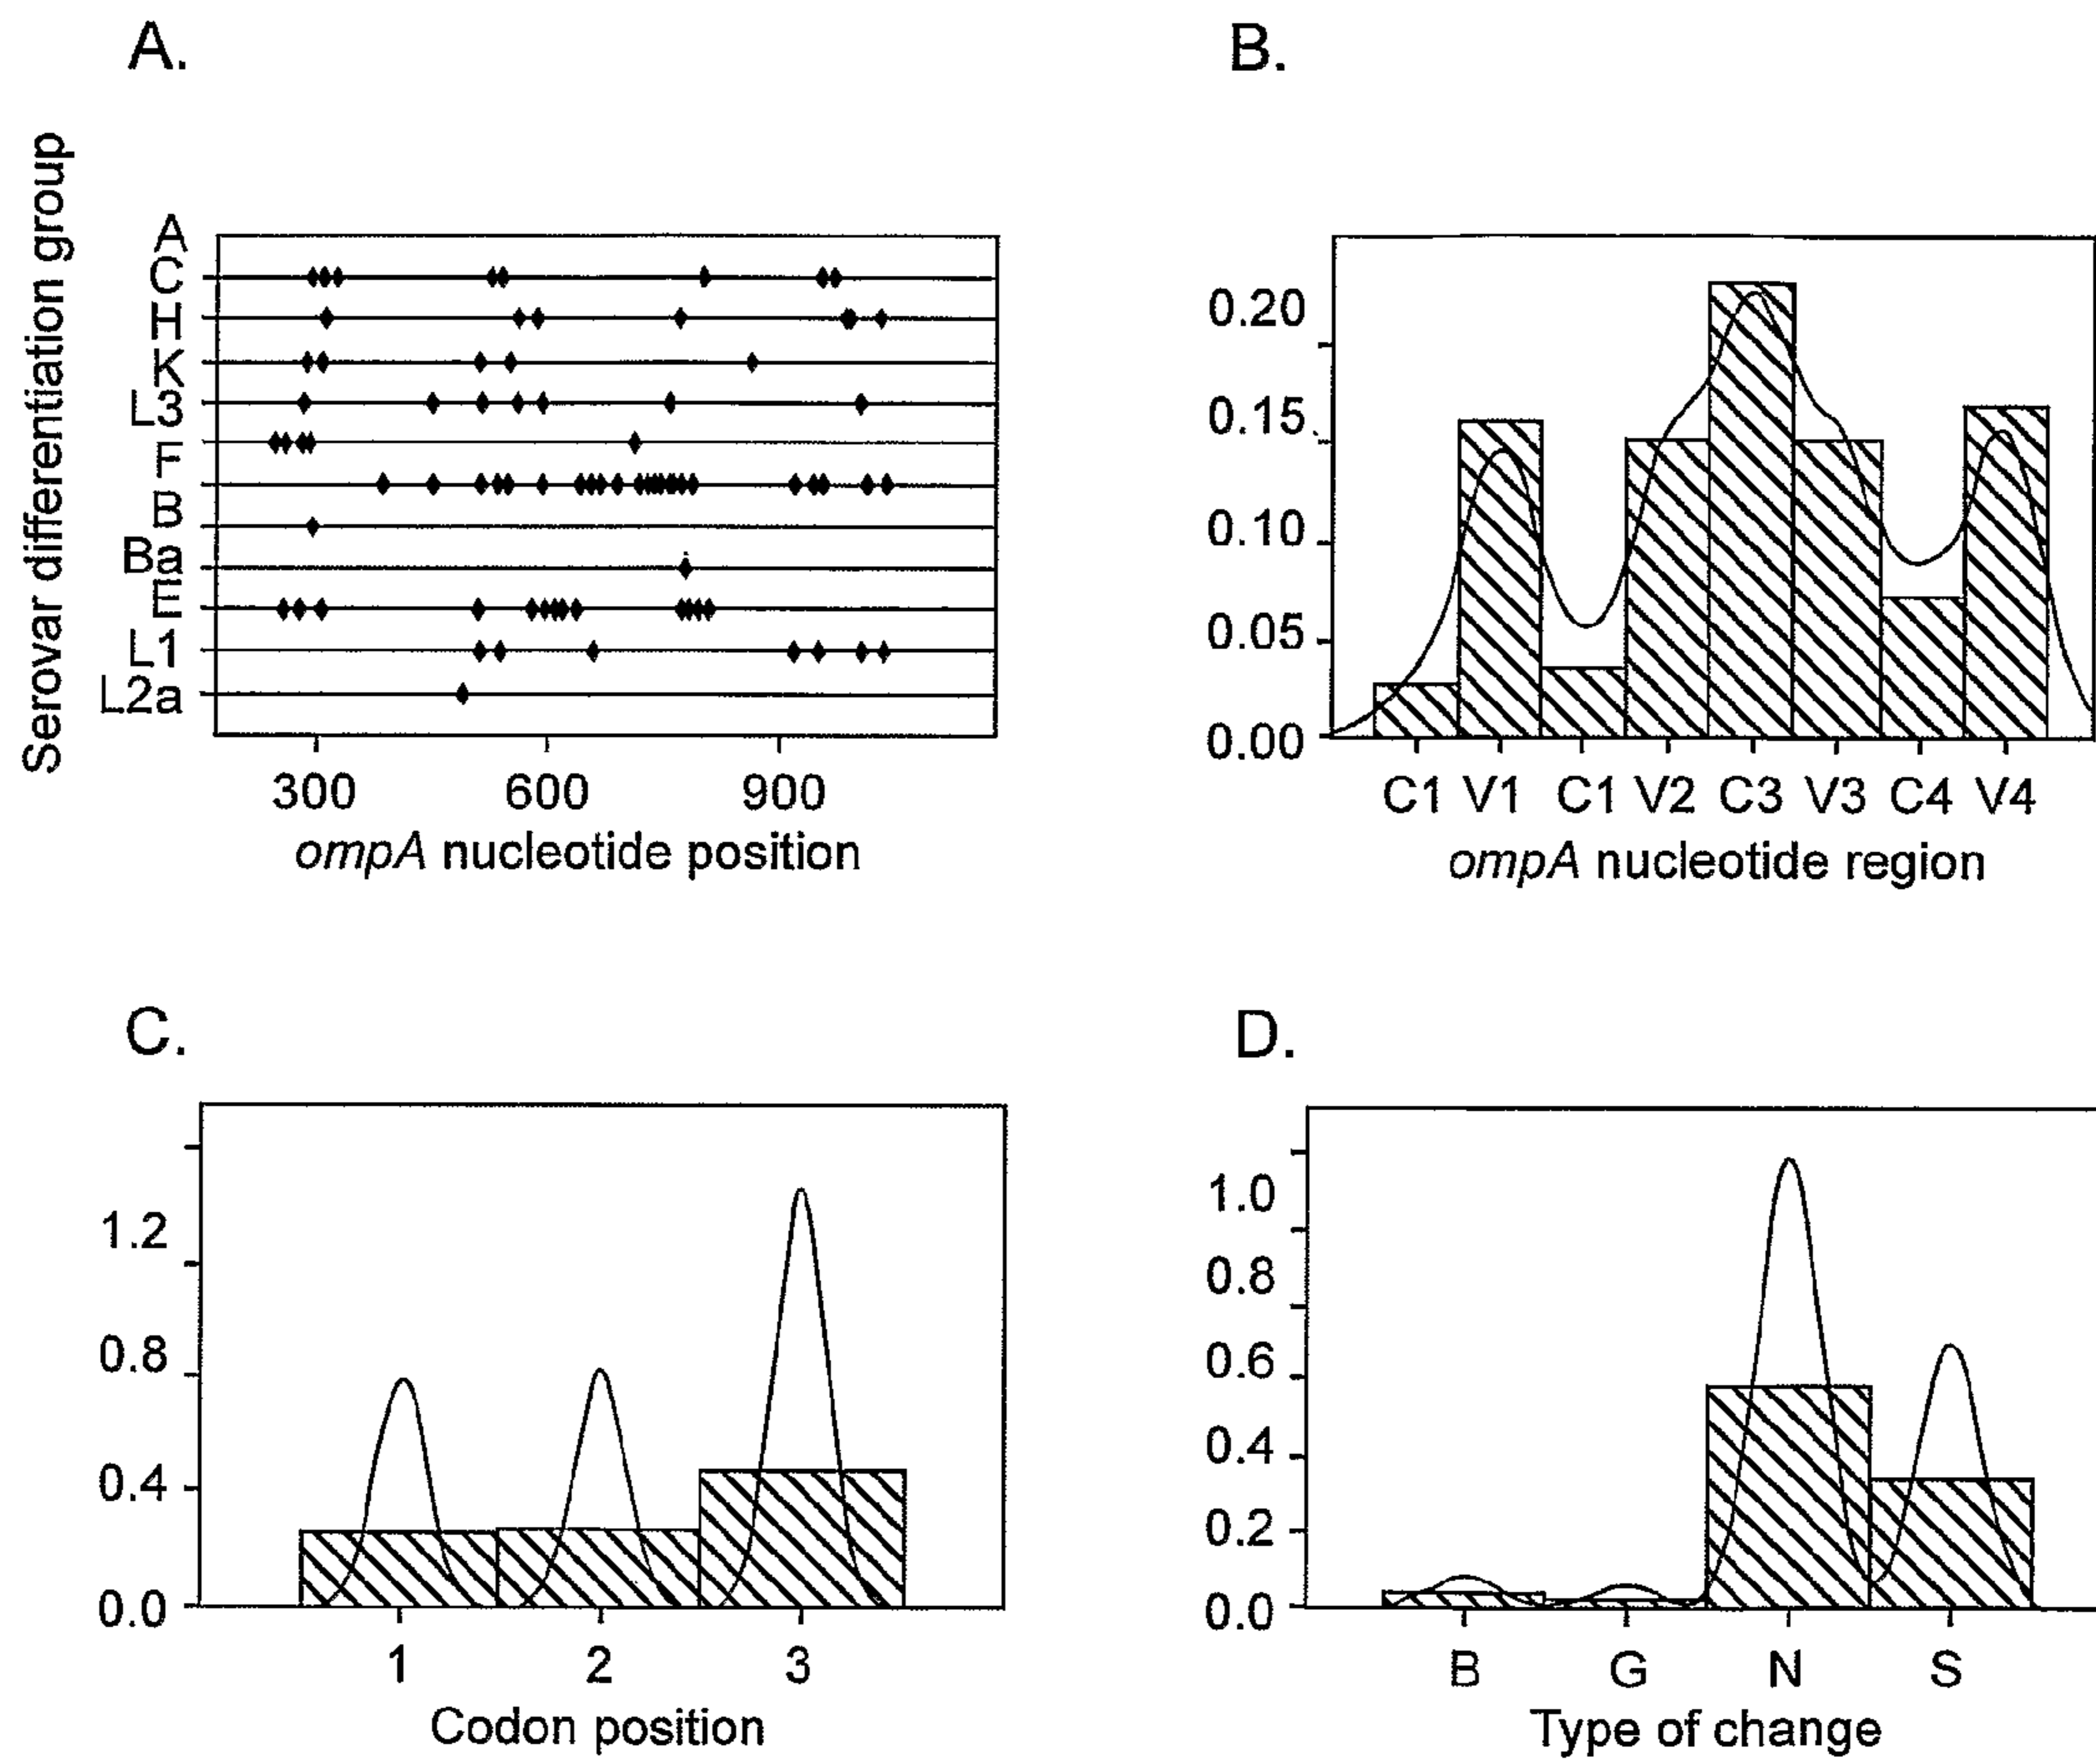 A.
Serovar differentiation group
A
C
H
K
L3
F
B
Ba
E
L1
L2a
300 600 900
ompA nucleotide position
B.
0.20
0.15
0.10
0.05
0.00
C1 V1 C1 V2 C3 V3 C4 V4
ompA nucleotide region
C.
1.2
0.8
0.4
0.0
1 2 3
Codon position
D.
1.0
0.8
0.6
0.4
0.2
0.0
B G N S
Type of change